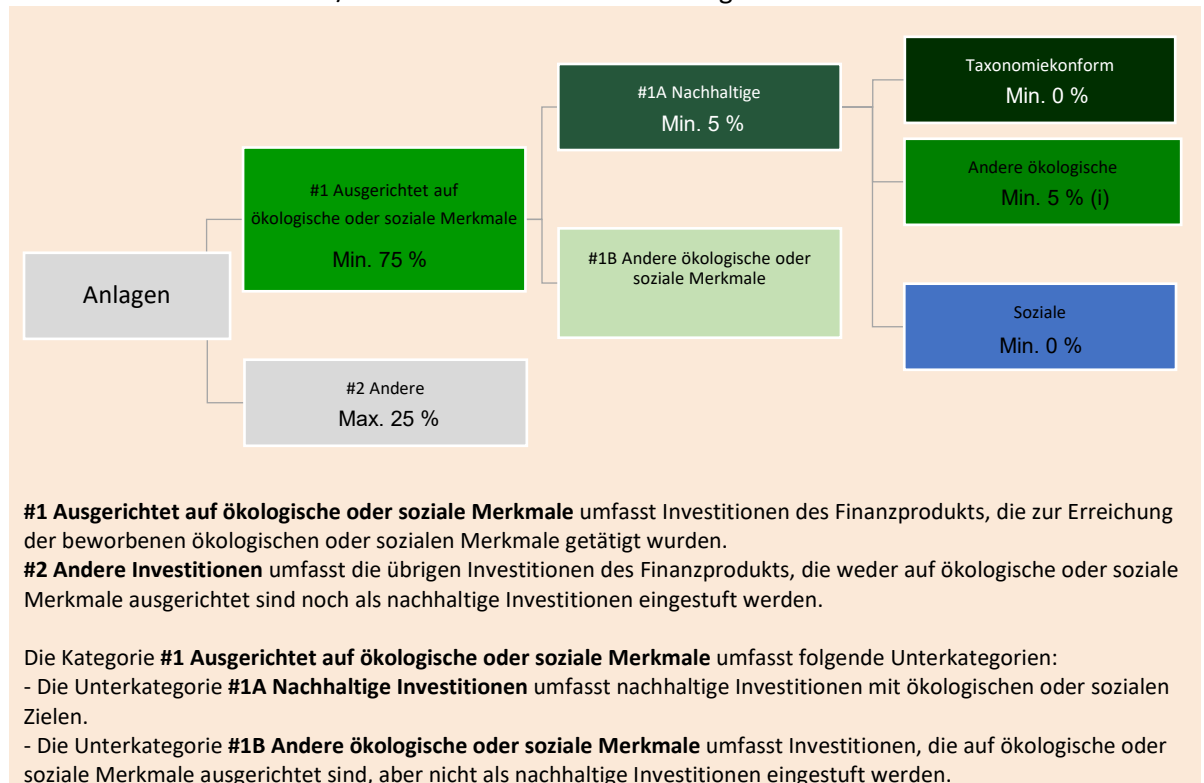 Taxonomiekonform
Min. 0 %
#1A Nachhaltige
Min. 5 %
Andere ökologische
Min. 5 % (i)
#1 Ausgerichtet auf
ökologische oder soziale Merkmale
Min. 75 %
#1B Andere ökologische oder
soziale Merkmale
Anlagen
Soziale
Min. 0 %
#2 Andere
Max. 25 %
#1 Ausgerichtet auf ökologische oder soziale Merkmale umfasst Investitionen des Finanzprodukts, die zur Erreichung
der beworbenen ökologischen oder sozialen Merkmale getätigt wurden.
#2 Andere Investitionen umfasst die übrigen Investitionen des Finanzprodukts, die weder auf ökologische oder soziale
Merkmale ausgerichtet sind noch als nachhaltige Investitionen eingestuft werden.
Die Kategorie #1 Ausgerichtet auf ökologische oder soziale Merkmale umfasst folgende Unterkategorien:
- Die Unterkategorie #1A Nachhaltige Investitionen umfasst nachhaltige Investitionen mit ökologischen oder sozialen
Zielen.
- Die Unterkategorie #1B Andere ökologische oder soziale Merkmale umfasst Investitionen, die auf ökologische oder
soziale Merkmale ausgerichtet sind, aber nicht als nachhaltige Investitionen eingestuft werden.